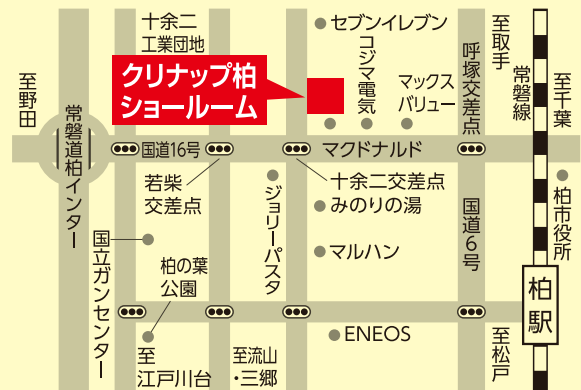 十余二
工業団地
セブンイレブン
至取手
クリナップ柏
ショールーム
コジマ電気
マックス
バリュー
呼塚交差点
常磐線
至千葉
至野田
常磐道柏インター
国道16号
マクドナルド
若柴
交差点
ジョリーパスタ
十余二交差点
みのりの湯
国道6号
柏市役所
国立ガンセンター
柏の葉
公園
マルハン
柏駅
ENEOS
至
江戸川台
至流山
・三郷
至松戸